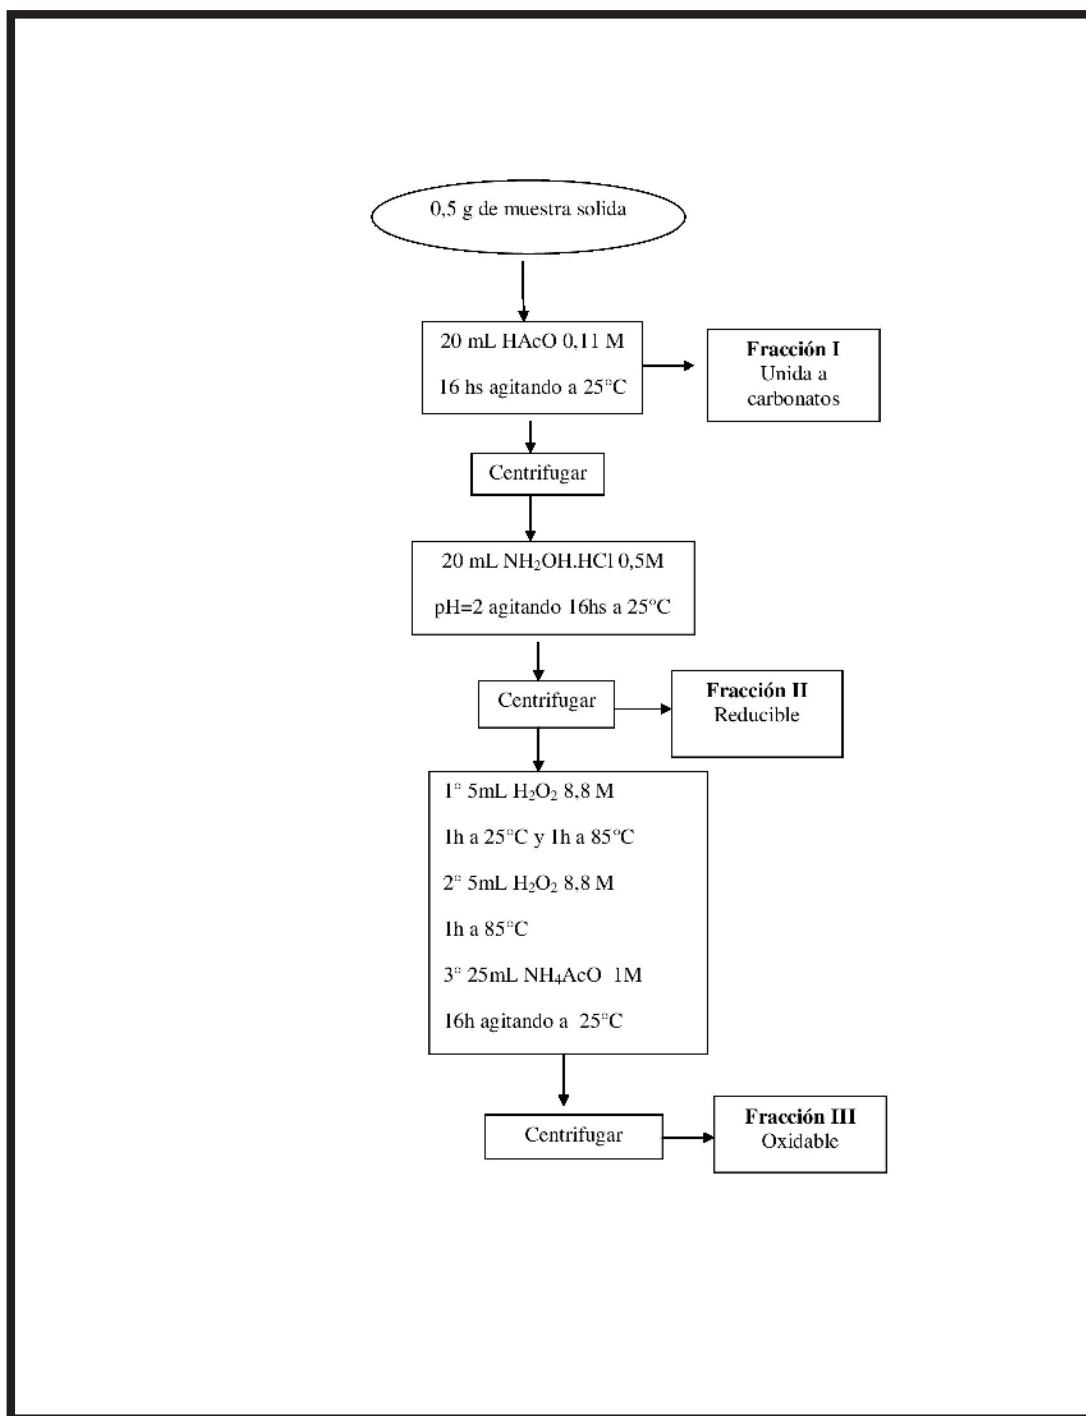 0,5 g de muestra solida
20 mL HAcO 0,11 M
16 hs agitando a 25°C
Fracción I
Unida a
carbonatos
Centrifugar
20 mL NH₂OH.HCl 0,5M
pH=2 agitando 16hs a 25°C
Centrifugar
Fracción II
Reducible
1° 5mL H₂O₂ 8,8 M
1h a 25°C y 1h a 85°C
2° 5mL H₂O₂ 8,8 M
1h a 85°C
3° 25mL NH₄AcO 1M
16h agitando a 25°C
Centrifugar
Fracción III
Oxidable